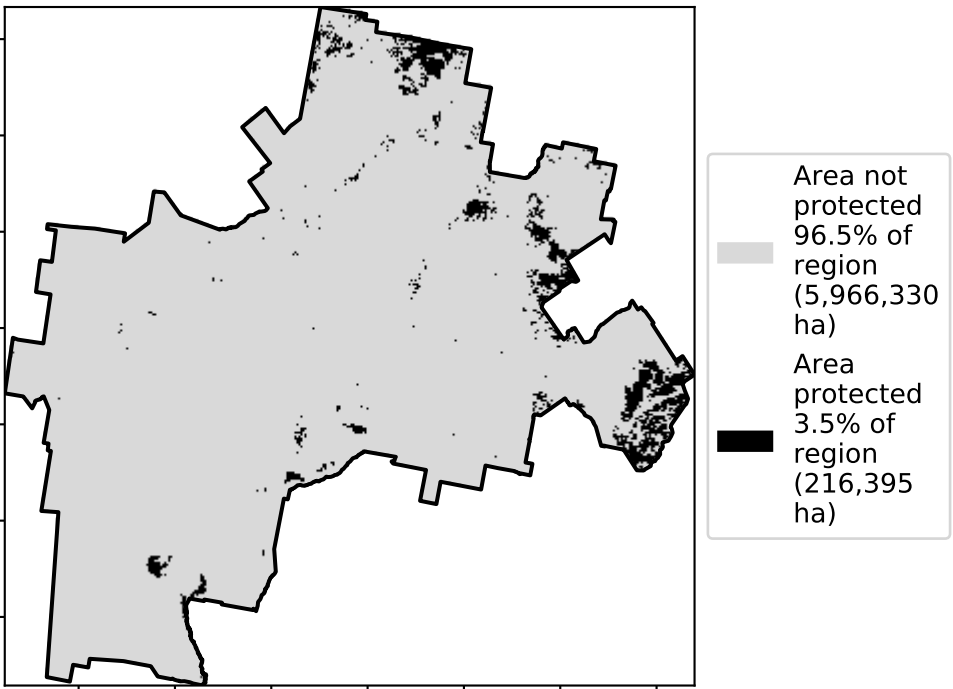 Area not
protected
96.5% of
region
(5,966,330
ha)
Area
protected
3.5% of
region
(216,395
ha)